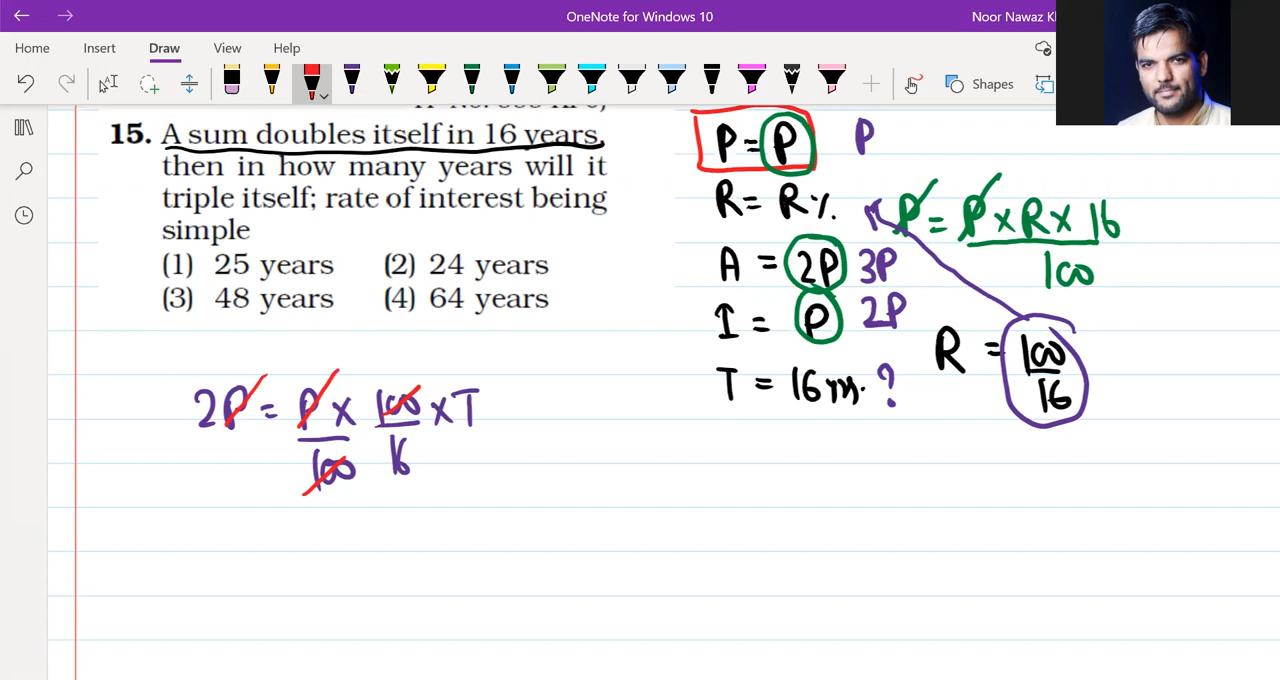 OneNote for Windows 10
Noor Nawaz Kh
Home Insert Draw View Help
Shapes
15. A sum doubles itself in 16 years,
then in how many years will it
triple itself; rate of interest being
simple
(1) 25 years (2) 24 years
(3) 48 years (4) 64 years
P = P P
R = R%.
A = 2P 3P
I = P 2P
T = 16 yrs. ?
P = P × R × 16
100
R = 100
16
2P = P × 100 × T
100 16